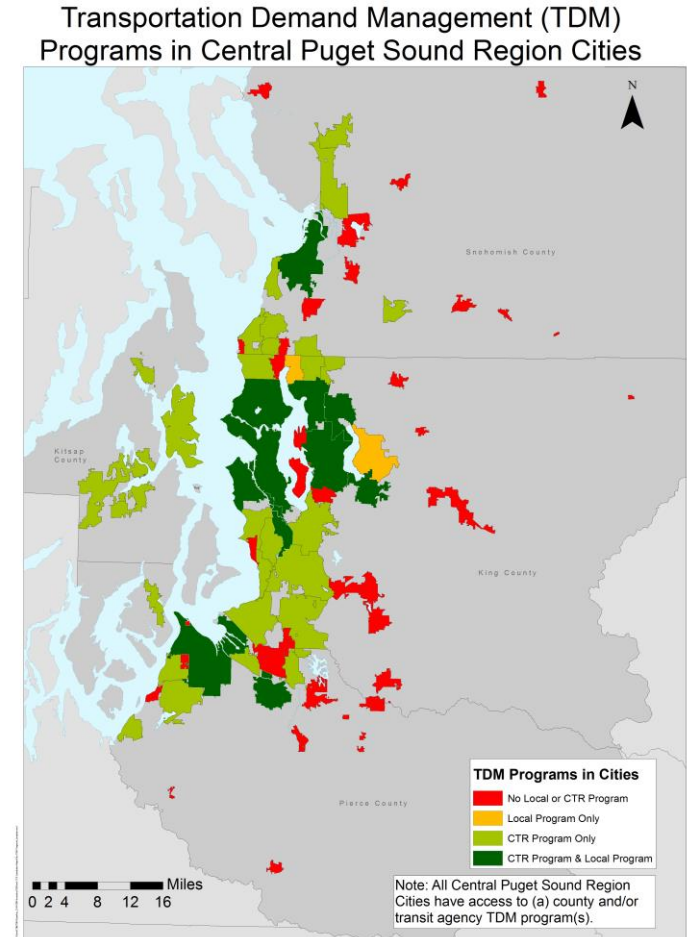 Transportation Demand Management (TDM)
Programs in Central Puget Sound Region Cities
N
Snohomish County
Kitsap
County
King County
Pierce County
TDM Programs in Cities
No Local or CTR Program
Local Program Only
CTR Program Only
CTR Program & Local Program
Miles
0 2 4 8 12 16
Note: All Central Puget Sound Region
Cities have access to (a) county and/or
transit agency TDM program(s).